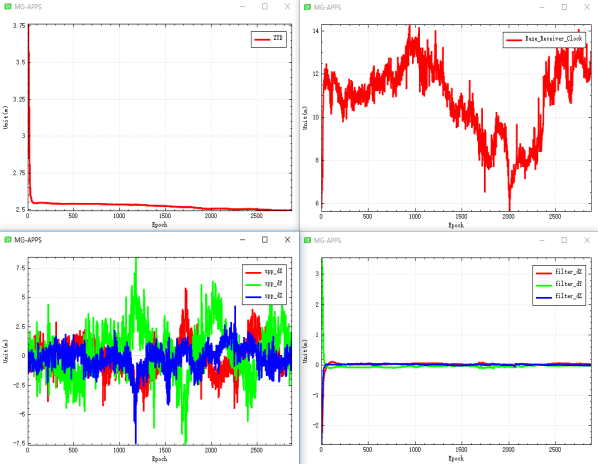 MG-APPS
3.75
3.5
3.25
3
2.75
2.5
Unit(m)
0 500 1000 1500 2000 2500
Epoch
ZTD
MG-APPS
14
12
10
8
6
Unit(m)
0 500 1000 1500 2000 2500
Epoch
Base_Receiver_Clock
MG-APPS
7.5
5
2.5
0
-2.5
-5
-7.5
Unit(m)
0 500 1000 1500 2000 2500
Epoch
spp_dX
spp_dY
spp_dZ
MG-APPS
3
2
1
0
-1
-2
Unit(m)
0 500 1000 1500 2000 2500
Epoch
filter_dX
filter_dY
filter_dZ